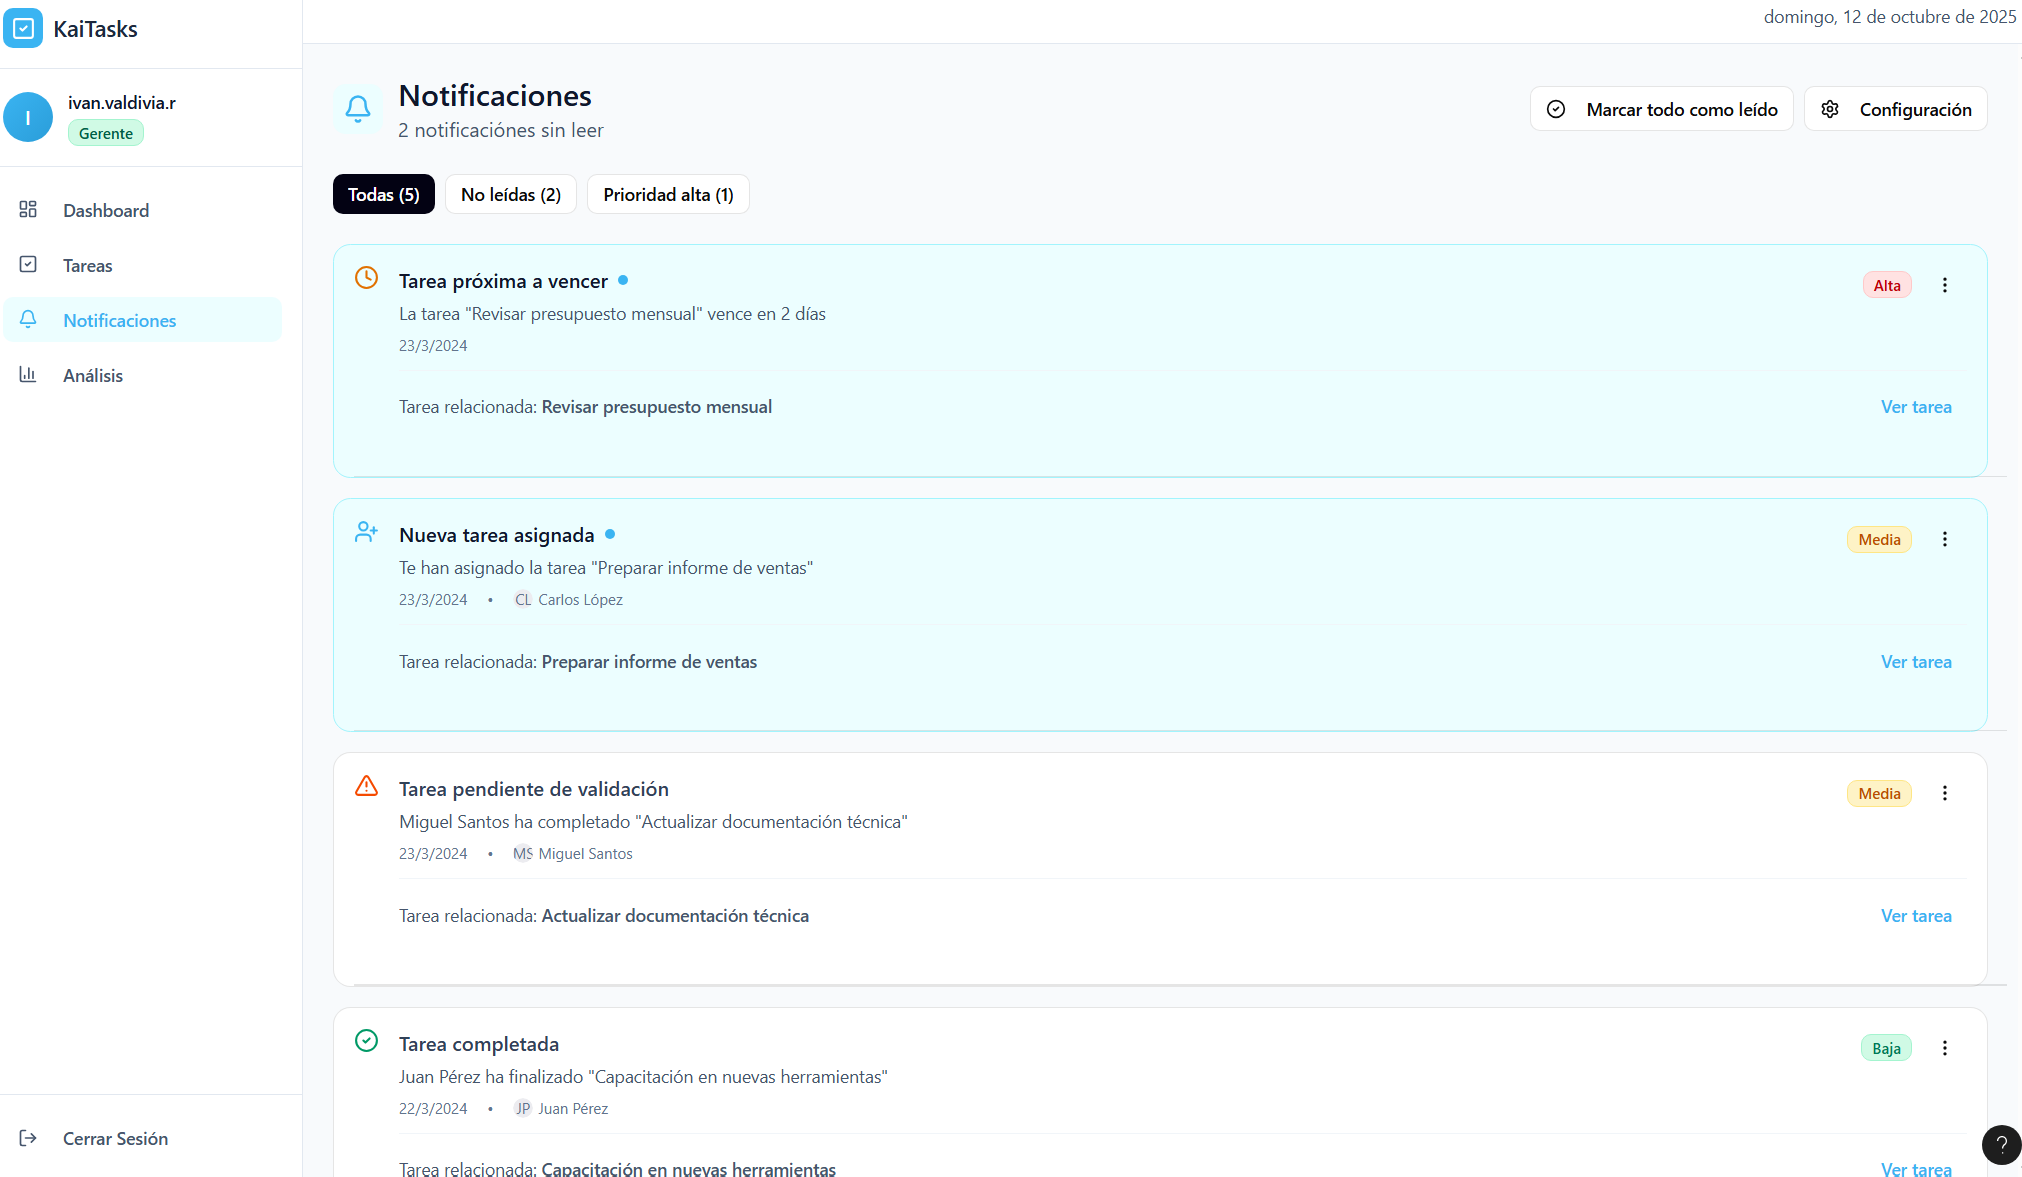 KaiTasks
domingo, 12 de octubre de 2025
I
ivan.valdivia.r
Gerente
Dashboard
Tareas
Notificaciones
Análisis
Cerrar Sesión
Notificaciones
2 notificaciónes sin leer
Marcar todo como leído
Configuración
Todas (5)
No leídas (2)
Prioridad alta (1)
Tarea próxima a vencer
Alta
La tarea "Revisar presupuesto mensual" vence en 2 días
23/3/2024
Tarea relacionada: Revisar presupuesto mensual
Ver tarea
Nueva tarea asignada
Media
Te han asignado la tarea "Preparar informe de ventas"
23/3/2024 • CL Carlos López
Tarea relacionada: Preparar informe de ventas
Ver tarea
Tarea pendiente de validación
Media
Miguel Santos ha completado "Actualizar documentación técnica"
23/3/2024 • MS Miguel Santos
Tarea relacionada: Actualizar documentación técnica
Ver tarea
Tarea completada
Baja
Juan Pérez ha finalizado "Capacitación en nuevas herramientas"
22/3/2024 • JP Juan Pérez
Tarea relacionada: Capacitación en nuevas herramientas
Ver tarea
?